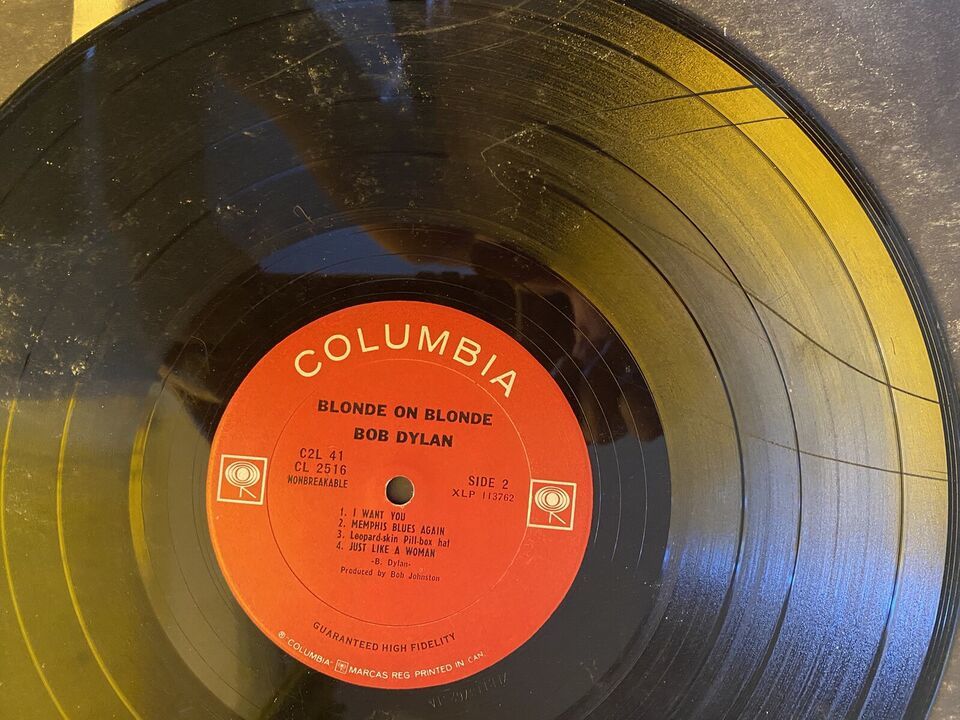 COLUMBIA
BLONDE ON BLONDE
BOB DYLAN
C2L 41
CL 2516
NONBREAKABLE
SIDE 2
XLP 113762
1. I WANT YOU
2. MEMPHIS BLUES AGAIN
3. Leopard-skin Pill-box hat
4. JUST LIKE A WOMAN
-B. Dylan-
Produced by Bob Johnston
GUARANTEED HIGH FIDELITY
® "COLUMBIA" MARCAS REG PRINTED IN CAN.